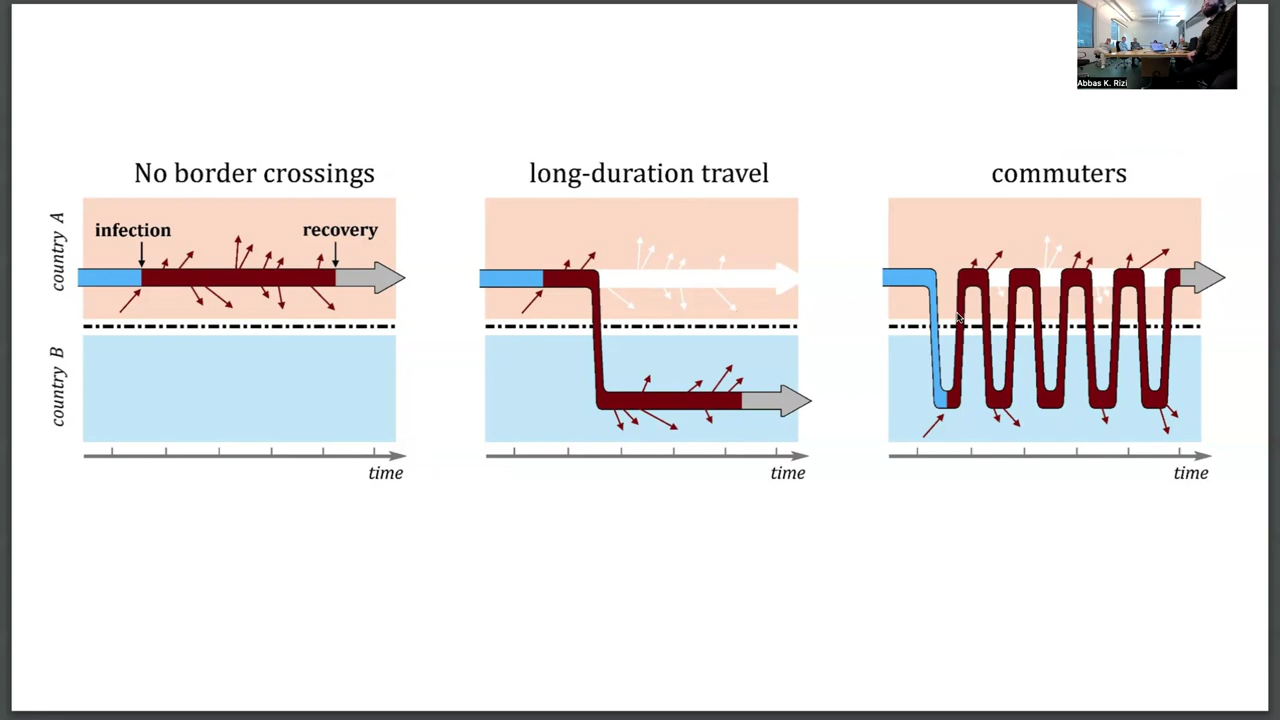 Abbas K. Rizi
No border crossings
long-duration travel
commuters
country A
infection
recovery
country B
time
time
time